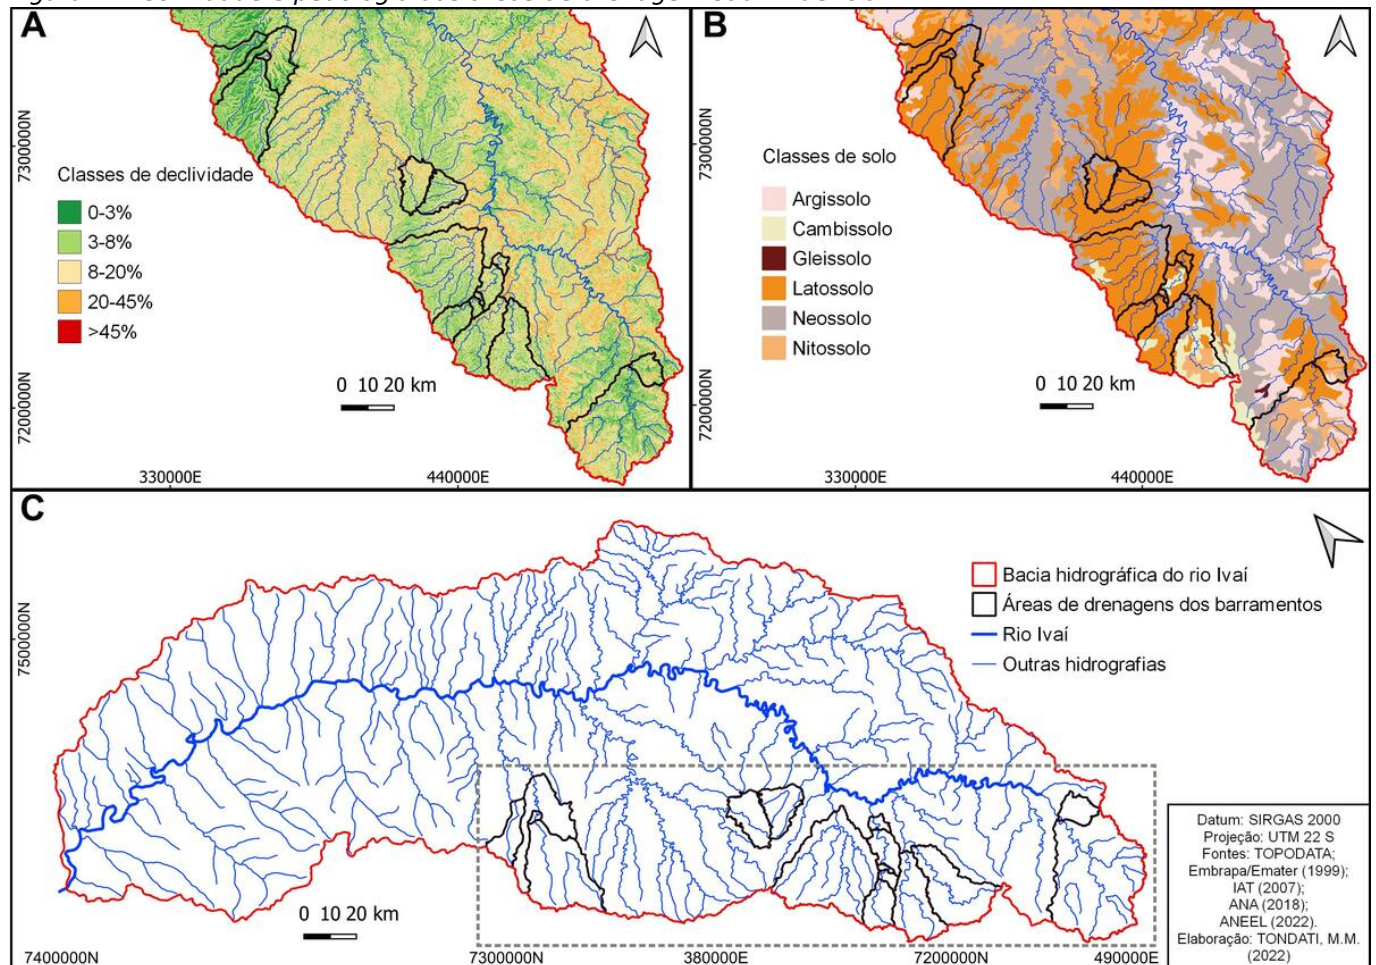 A
7300000N
7200000N
Classes de declividade
0-3%
3-8%
8-20%
20-45%
>45%
0 10 20 km
330000E
440000E
B
7300000N
7200000N
Classes de solo
Argissolo
Cambissolo
Gleissolo
Latossolo
Neossolo
Nitossolo
0 10 20 km
330000E
440000E
C
7500000N
Bacia hidrográfica do rio Ivaí
Áreas de drenagens dos barramentos
Rio Ivaí
Outras hidrografias
0 10 20 km
7400000N
7300000N
380000E
7200000N
490000E
Datum: SIRGAS 2000
Projeção: UTM 22 S
Fontes: TOPODATA;
Embrapa/Emater (1999);
IAT (2007);
ANA (2018);
ANEEL (2022).
Elaboração: TONDATI, M.M.
(2022)